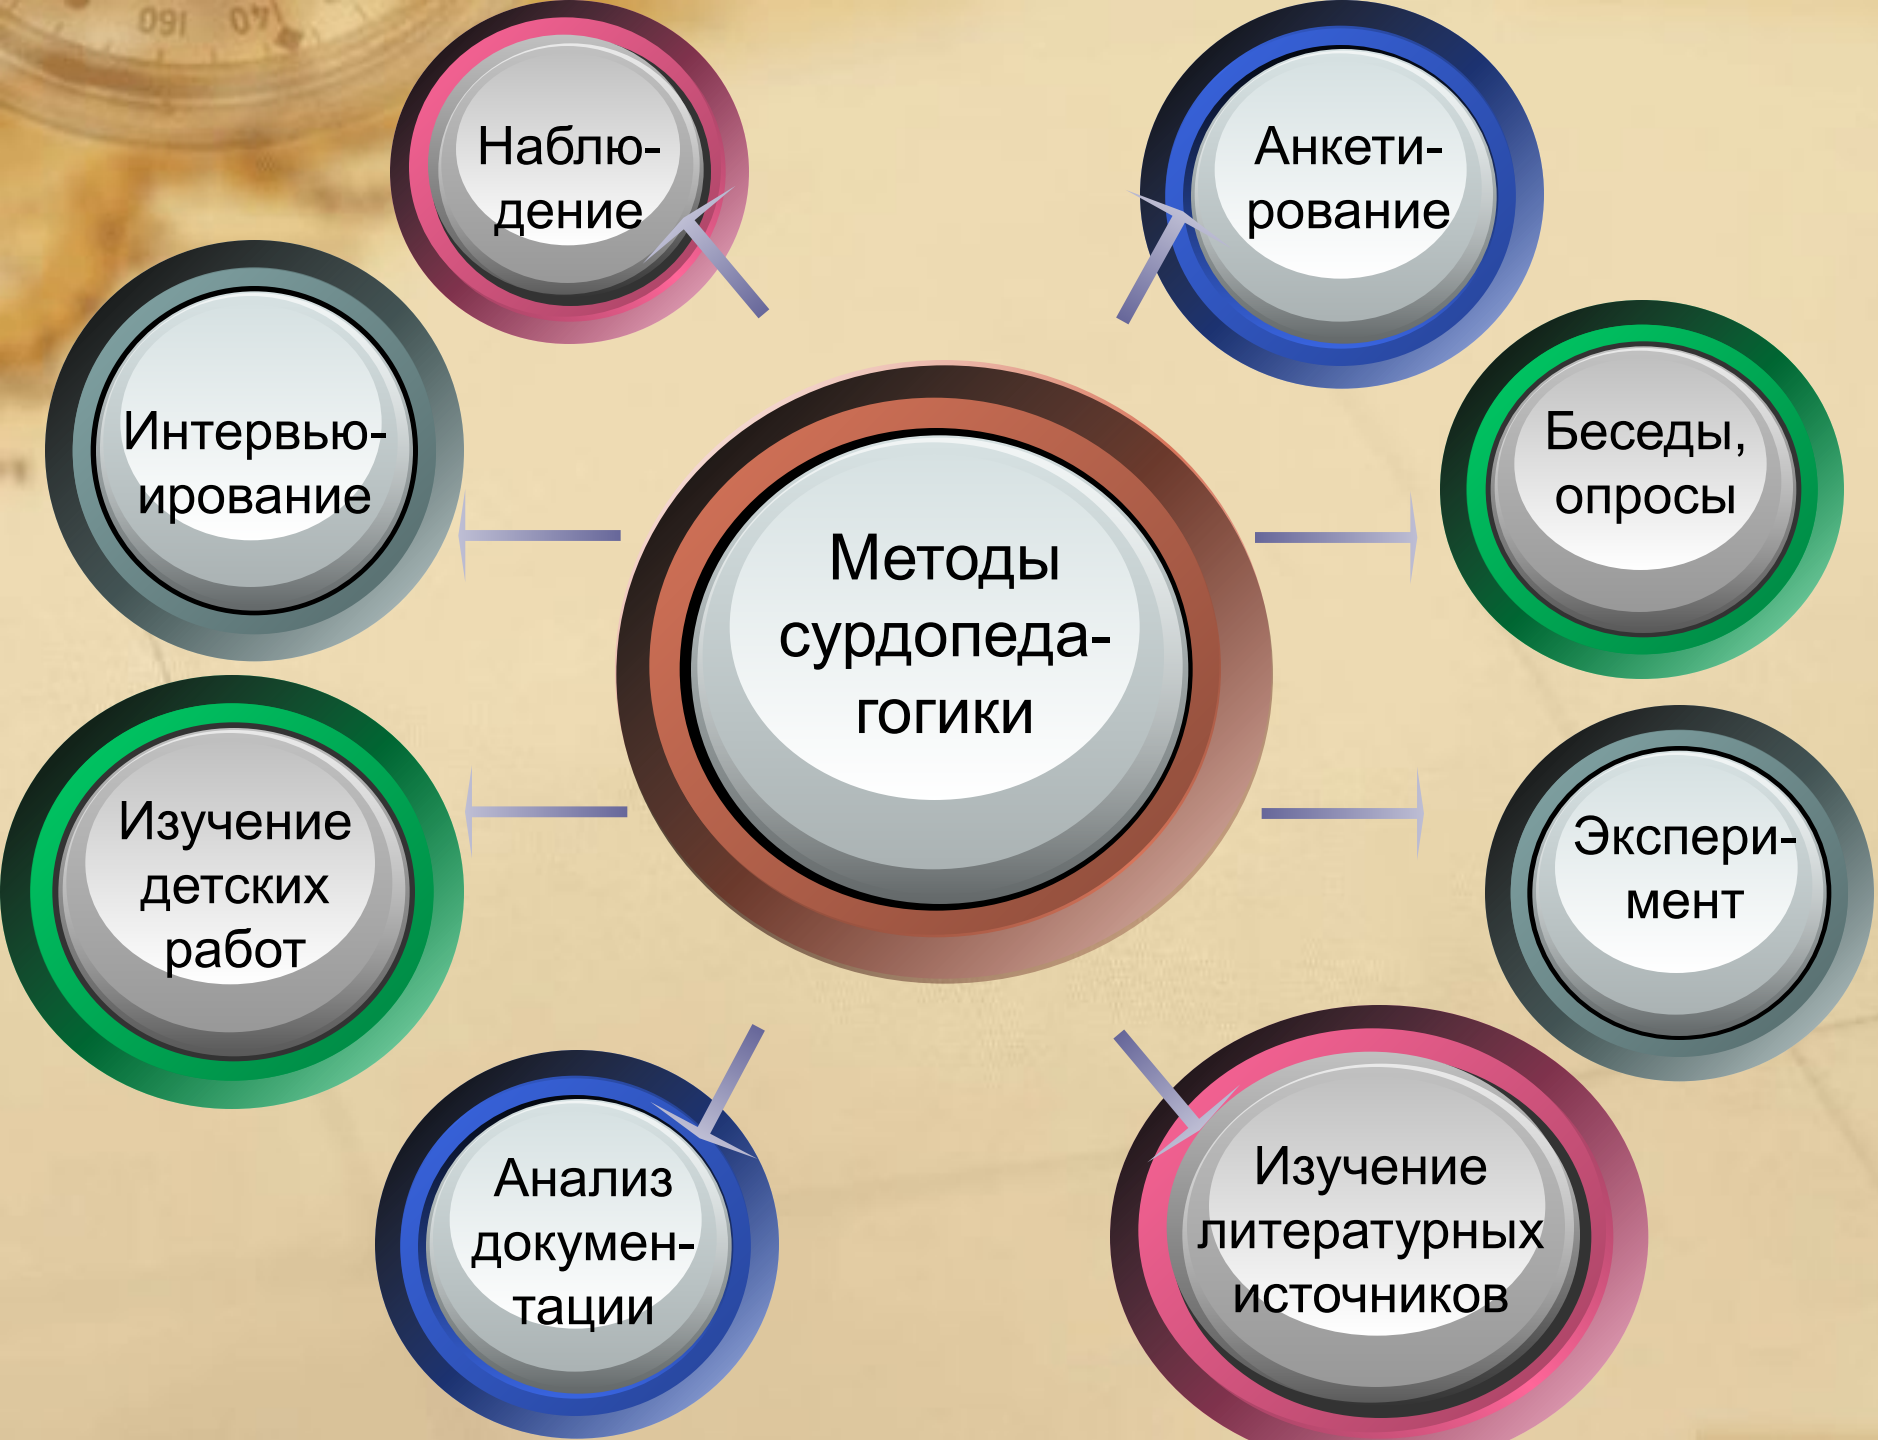 Наблю-
дение
Анкети-
рование
Интервью-
ирование
Беседы,
опросы
Методы
сурдопеда-
гогики
Изучение
детских
работ
Экспери-
мент
Анализ
докумен-
тации
Изучение
литературных
источников